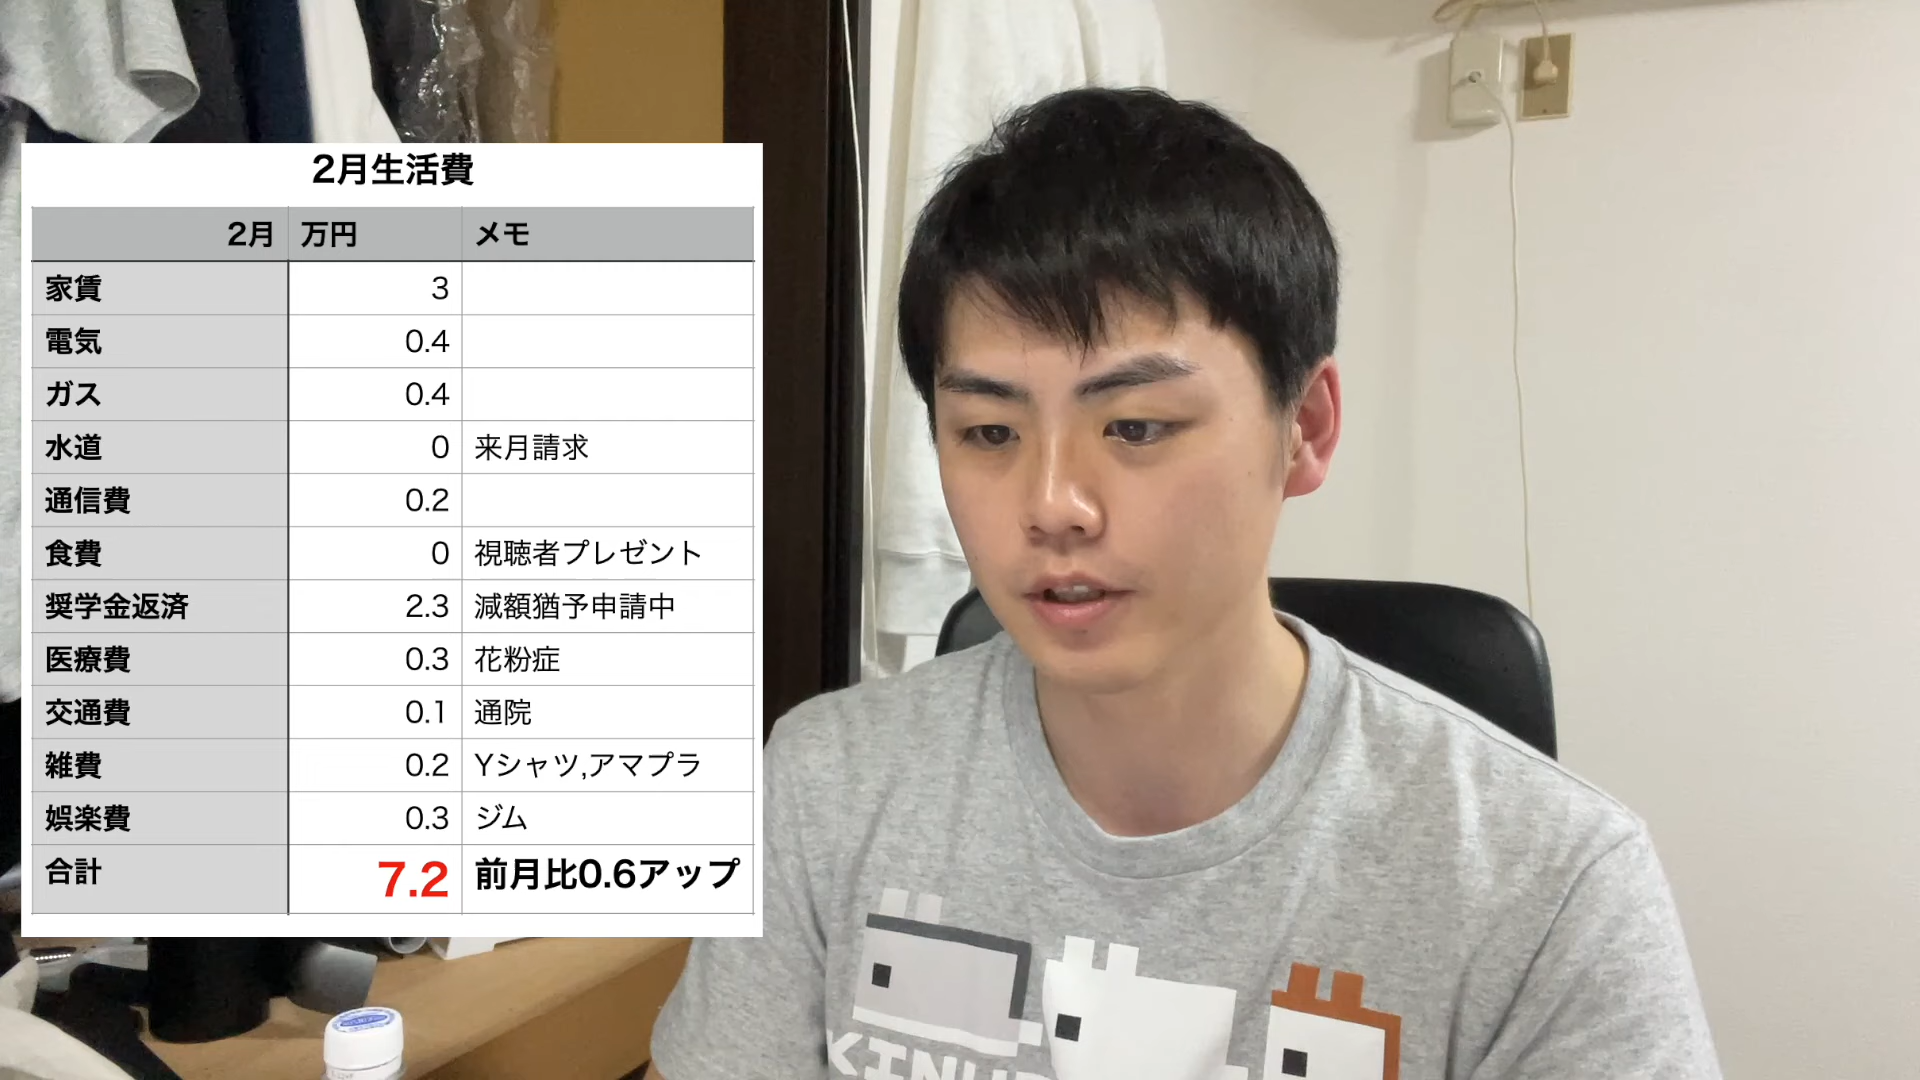 2月生活費
2月 万円 メモ
家賃 3
電気 0.4
ガス 0.4
水道 0 来月請求
通信費 0.2
食費 0 視聴者プレゼント
奨学金返済 2.3 減額猶予申請中
医療費 0.3 花粉症
交通費 0.1 通院
雑費 0.2 Yシャツ,アマプラ
娯楽費 0.3 ジム
合計 7.2 前月比0.6アップ